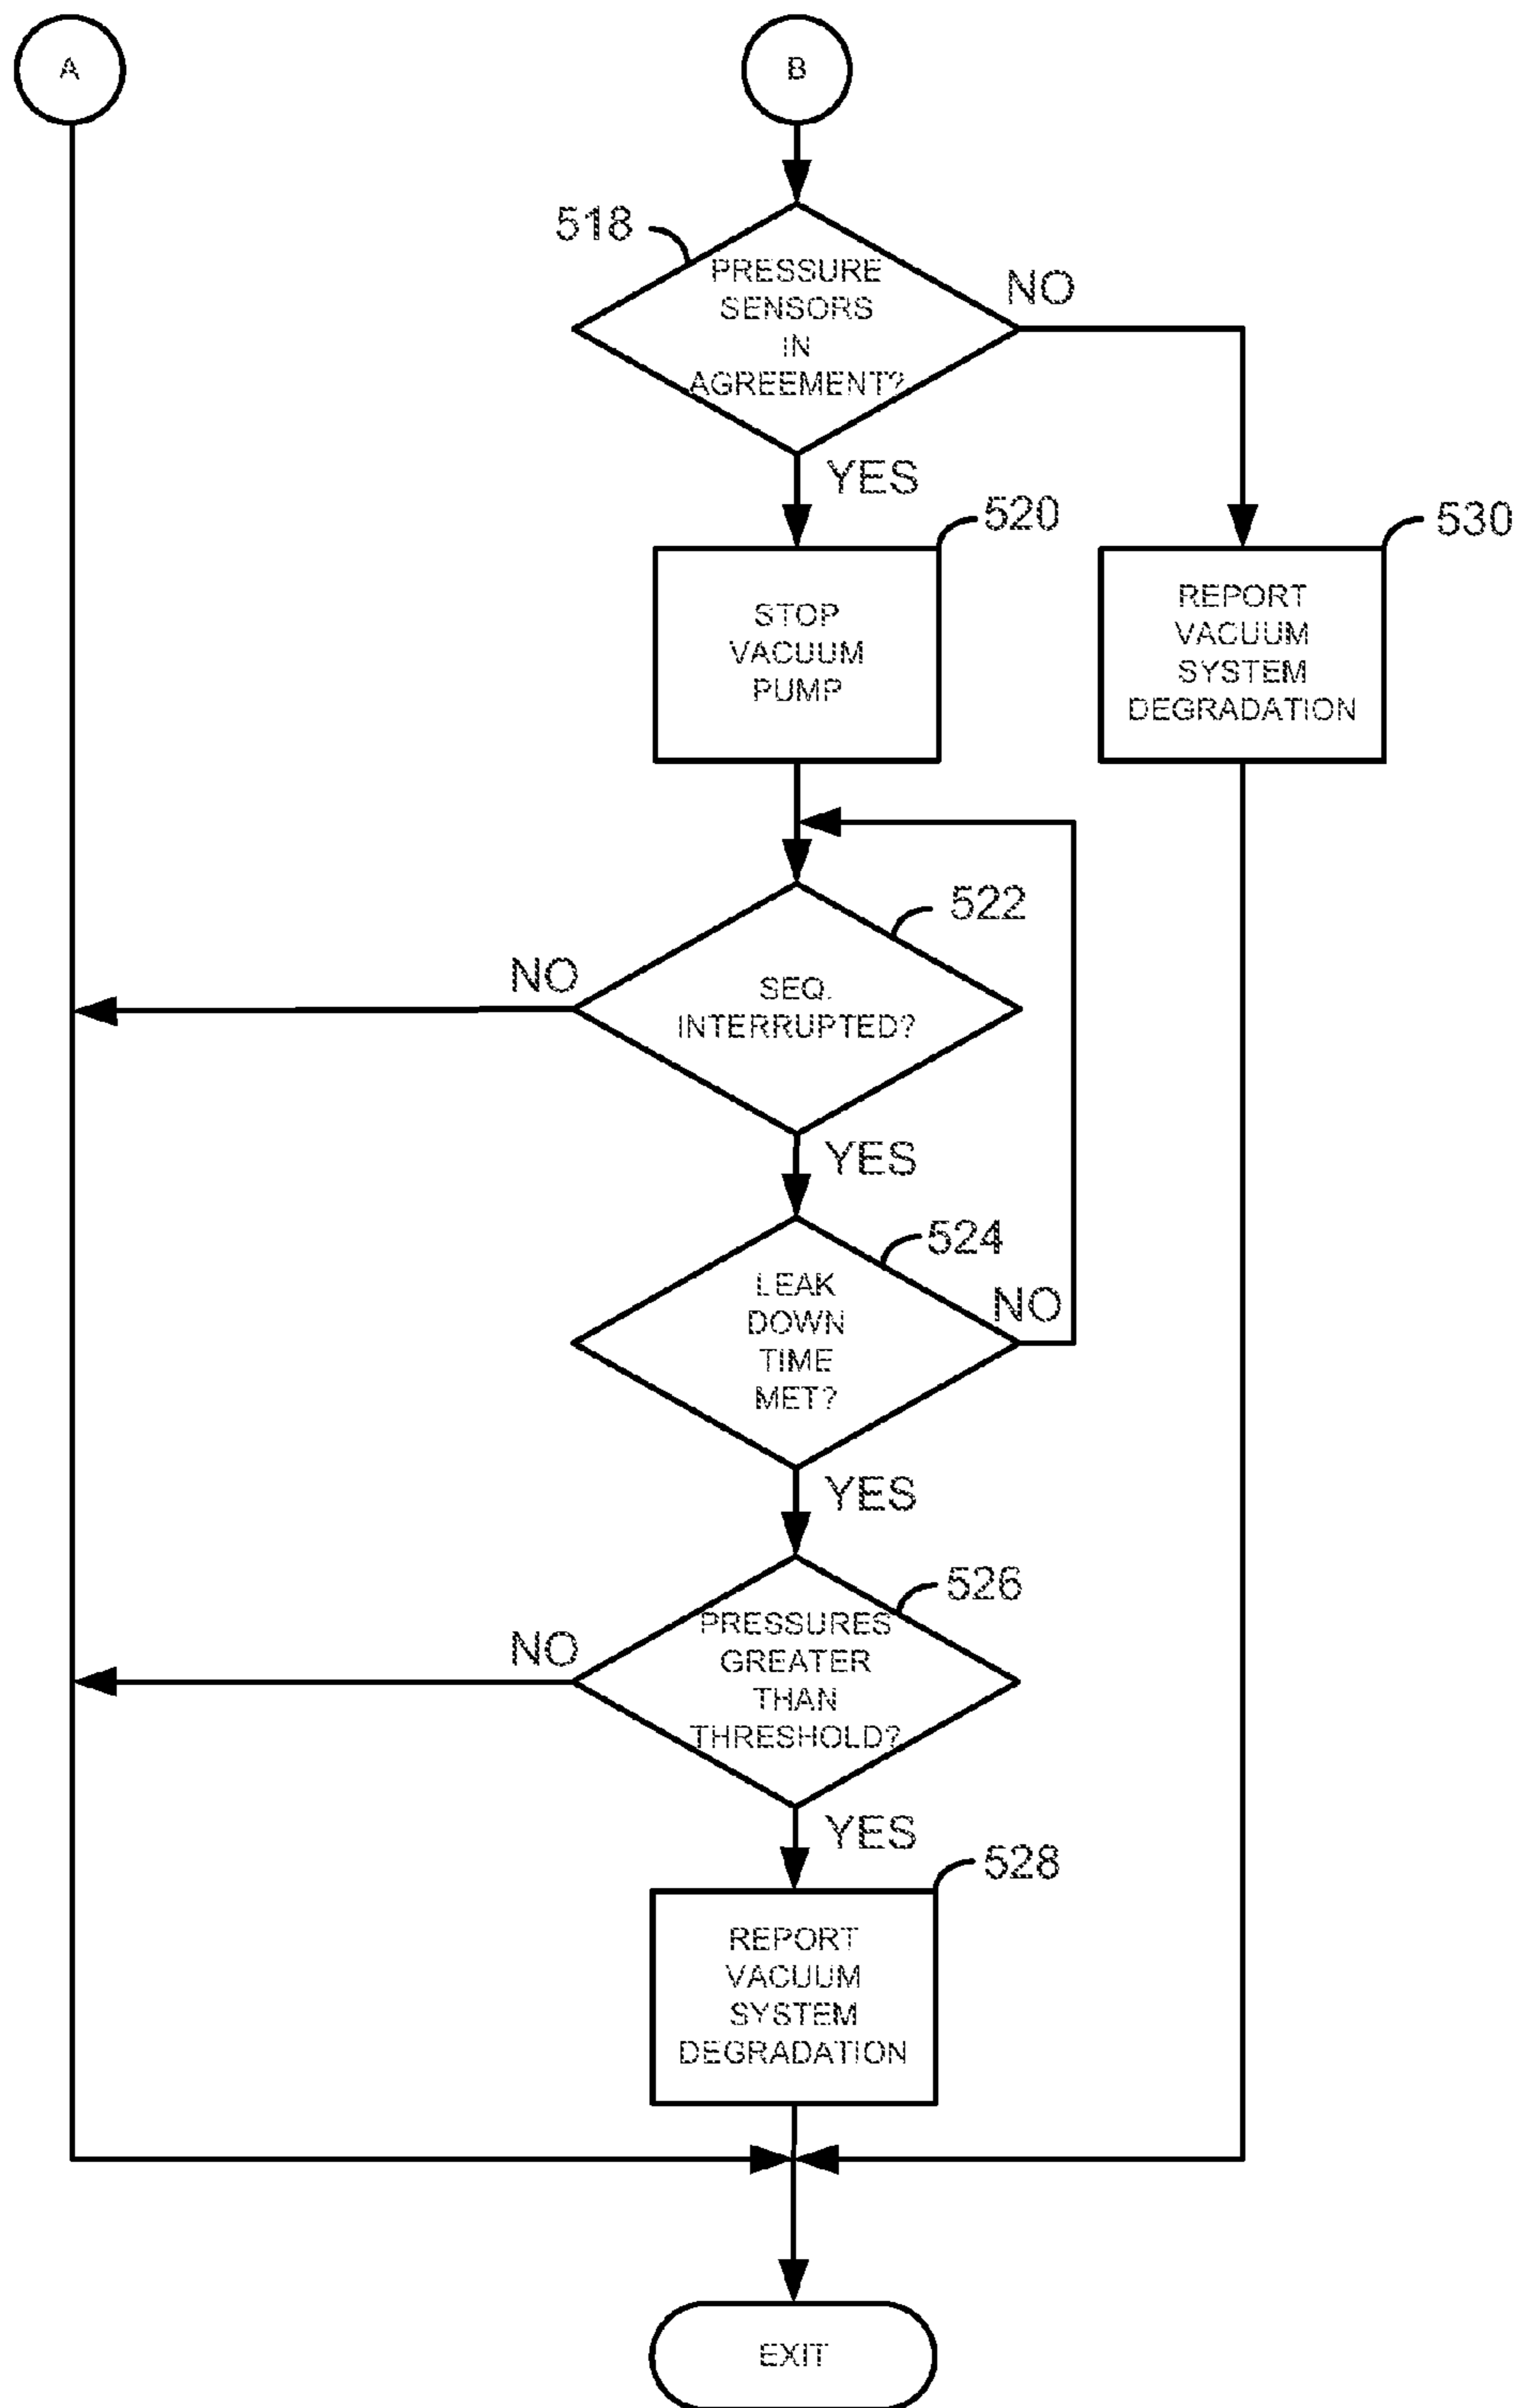 A
B
518
PRESSURE
SENSORS
IN
AGREEMENT?
NO
YES
520
STOP
VACUUM
PUMP
530
REPORT
VACUUM
SYSTEM
DEGRADATION
522
SEQ.
INTERRUPTED?
NO
YES
524
LEAK
DOWN
TIME
MET?
NO
YES
526
PRESSURES
GREATER
THAN
THRESHOLD?
NO
YES
528
REPORT
VACUUM
SYSTEM
DEGRADATION
EXIT